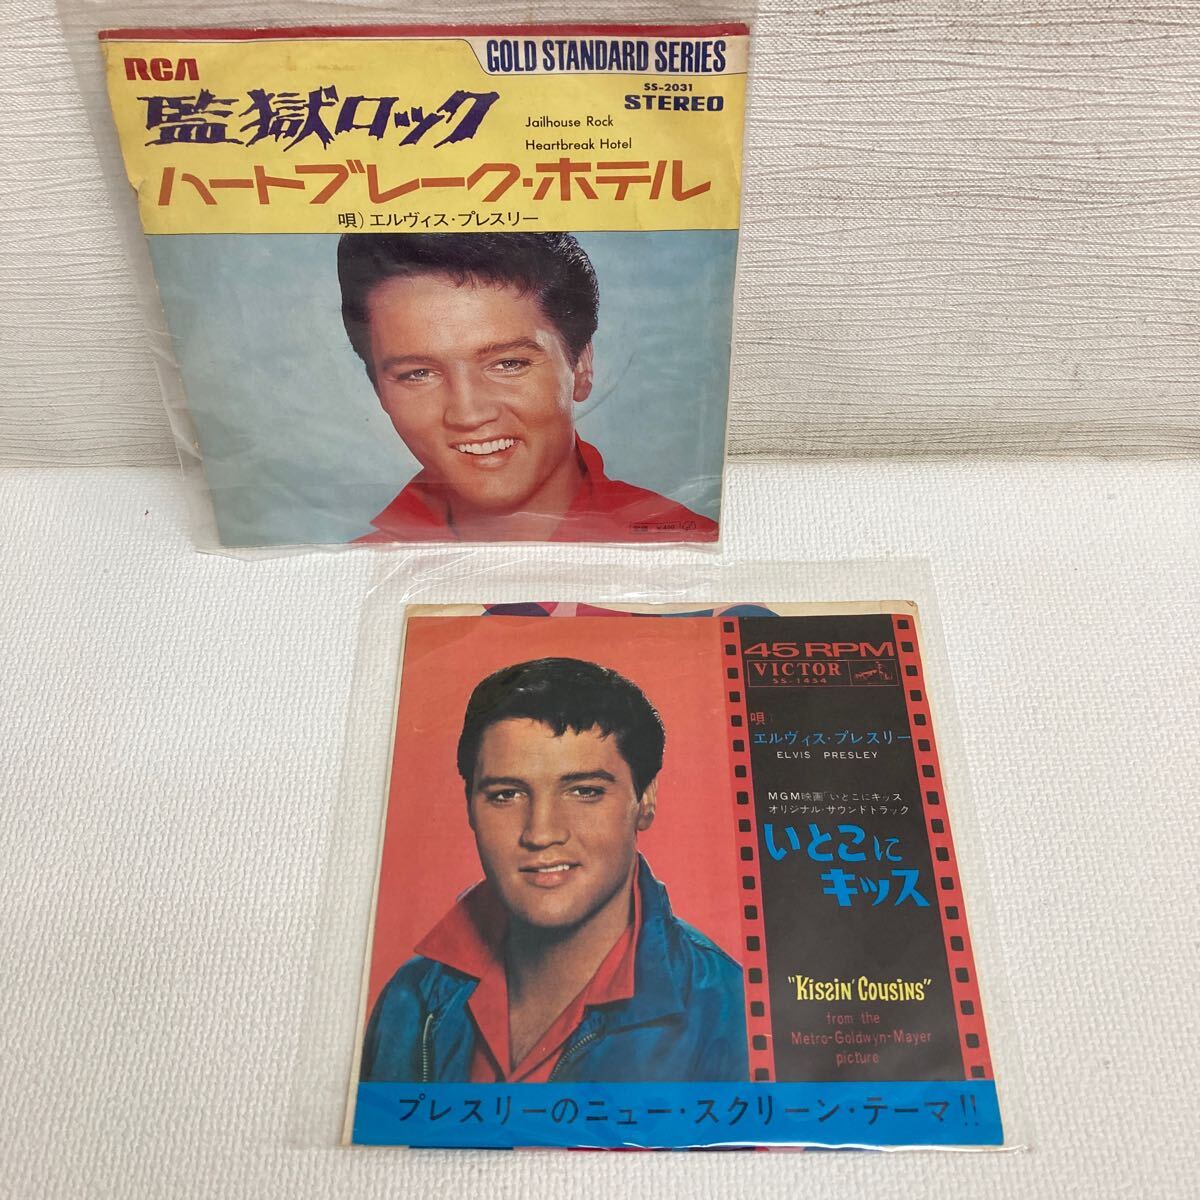 RCA
GOLD STANDARD SERIES
SS-2031
STEREO
監獄ロック
Jailhouse Rock
Heartbreak Hotel
ハートブレーク・ホテル
唄)エルヴィス・プレスリー
¥400
45 RPM
VICTOR
SS-1454
唄:
エルヴィス・プレスリー
ELVIS PRESLEY
MGM映画「いとこにキッス
オリジナル・サウンドトラック
いとこに
キッス
"Kissin' Cousins"
from the
Metro-Goldwyn-Mayer
picture
プレスリーのニュー・スクリーン・テーマ!!